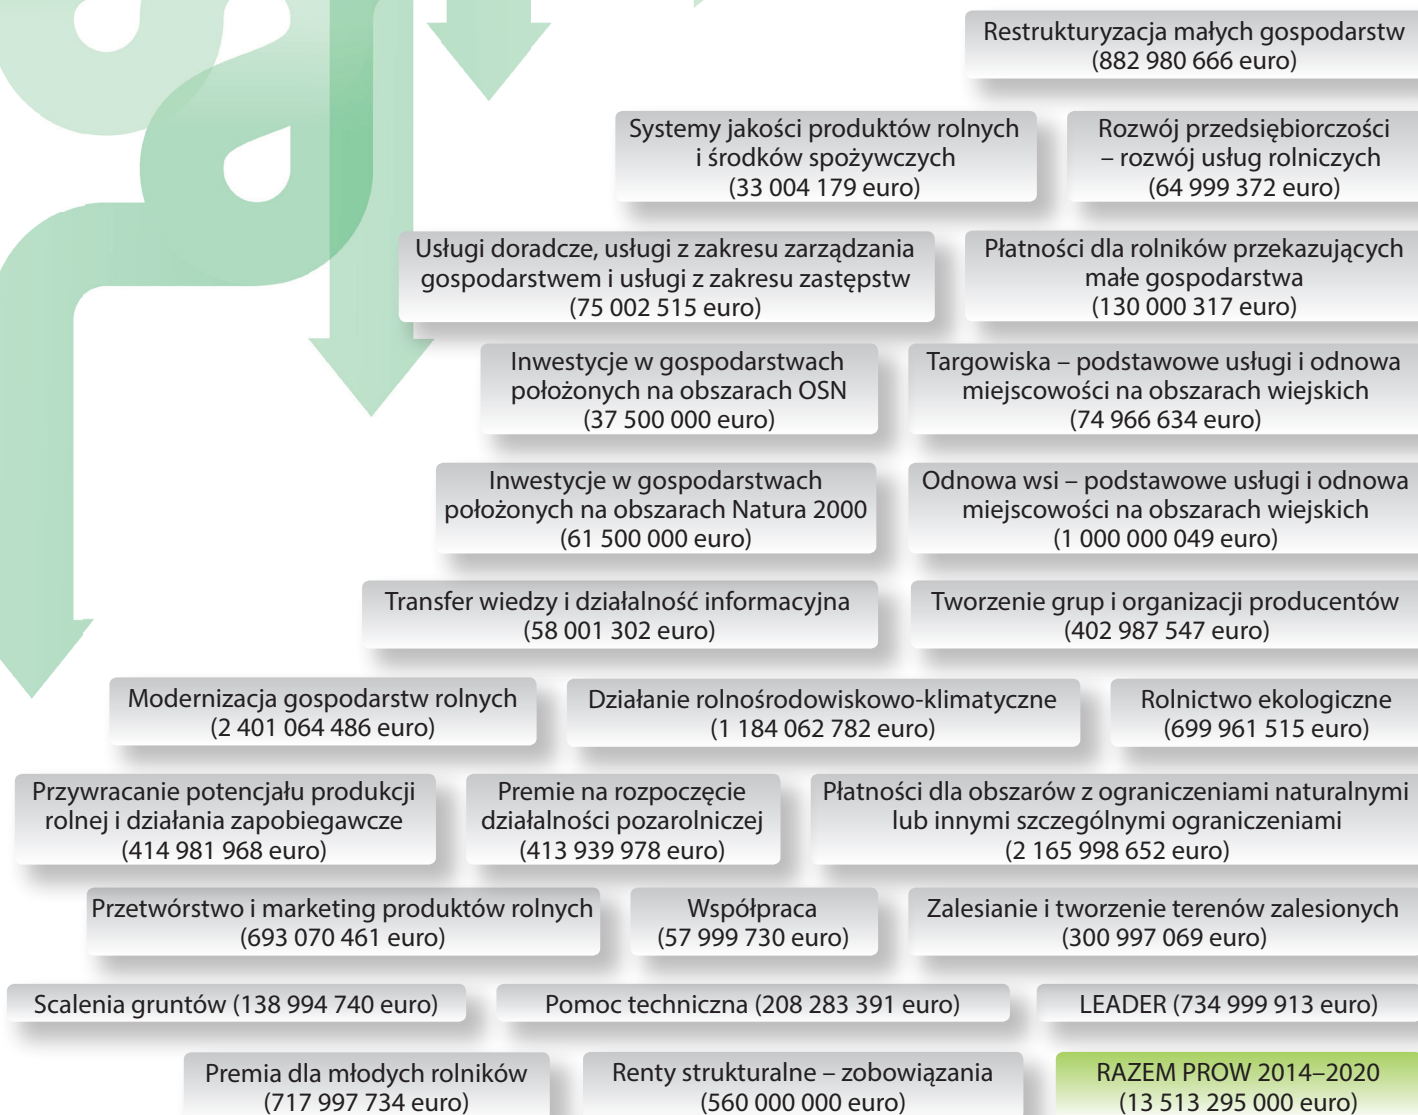 Restrukturyzacja małych gospodarstw
(882 980 666 euro)
Systemy jakości produktów rolnych
i środków spożywczych
(33 004 179 euro)
Rozwój przedsiębiorczości
– rozwój usług rolniczych
(64 999 372 euro)
Usługi doradcze, usługi z zakresu zarządzania
gospodarstwem i usługi z zakresu zastępstw
(75 002 515 euro)
Płatności dla rolników przekazujących
małe gospodarstwa
(130 000 317 euro)
Inwestycje w gospodarstwach
położonych na obszarach OSN
(37 500 000 euro)
Targowiska – podstawowe usługi i odnowa
miejscowości na obszarach wiejskich
(74 966 634 euro)
Inwestycje w gospodarstwach
położonych na obszarach Natura 2000
(61 500 000 euro)
Odnowa wsi – podstawowe usługi i odnowa
miejscowości na obszarach wiejskich
(1 000 000 049 euro)
Transfer wiedzy i działalność informacyjna
(58 001 302 euro)
Tworzenie grup i organizacji producentów
(402 987 547 euro)
Modernizacja gospodarstw rolnych
(2 401 064 486 euro)
Działanie rolnośrodowiskowo-klimatyczne
(1 184 062 782 euro)
Rolnictwo ekologiczne
(699 961 515 euro)
Przywracanie potencjału produkcji
rolnej i działania zapobiegawcze
(414 981 968 euro)
Premie na rozpoczęcie
działalności pozarolniczej
(413 939 978 euro)
Płatności dla obszarów z ograniczeniami naturalnymi
lub innymi szczególnymi ograniczeniami
(2 165 998 652 euro)
Przetwórstwo i marketing produktów rolnych
(693 070 461 euro)
Współpraca
(57 999 730 euro)
Zalesianie i tworzenie terenów zalesionych
(300 997 069 euro)
Scalenia gruntów (138 994 740 euro)
Pomoc techniczna (208 283 391 euro)
LEADER (734 999 913 euro)
Premia dla młodych rolników
(717 997 734 euro)
Renty strukturalne – zobowiązania
(560 000 000 euro)
RAZEM PROW 2014–2020
(13 513 295 000 euro)